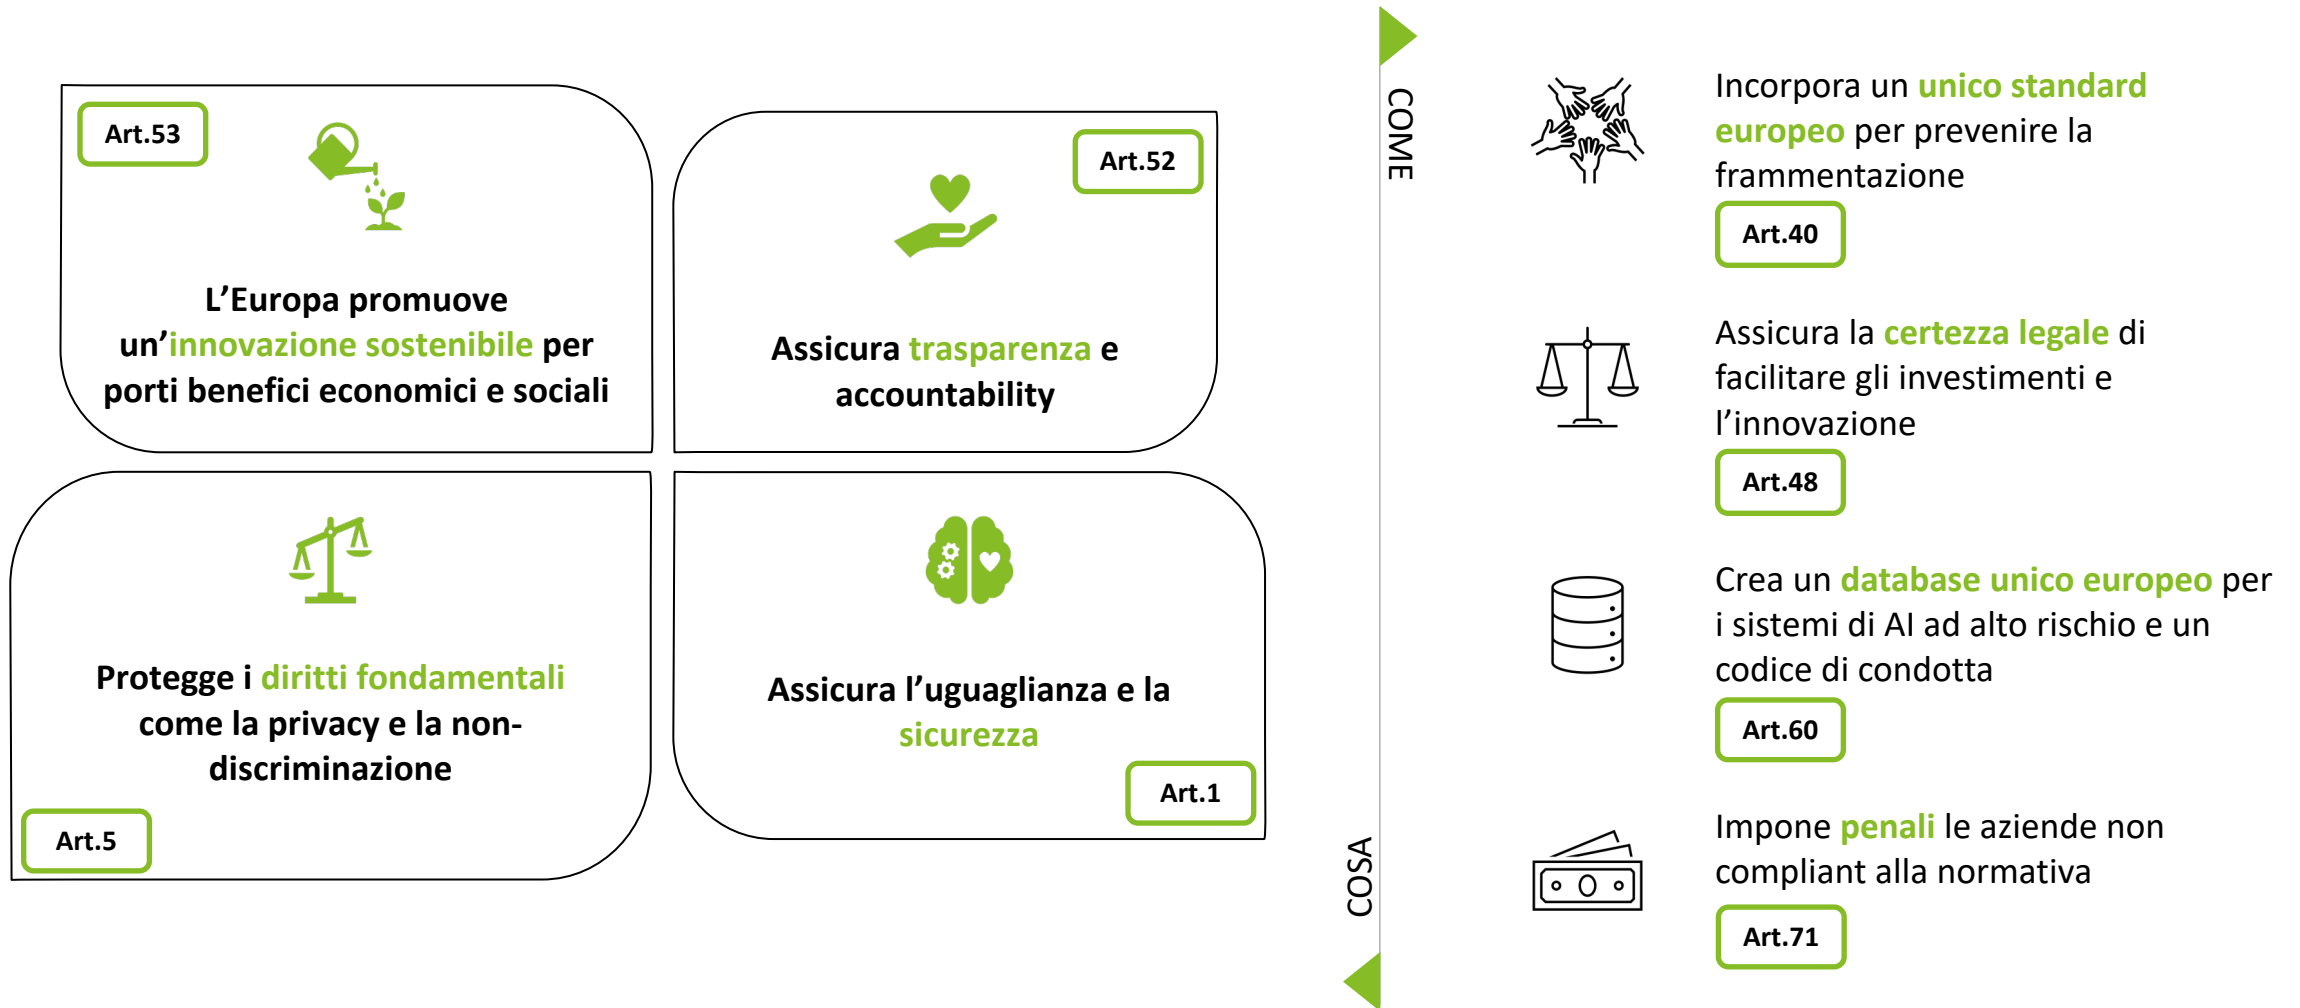 Art.53
L’Europa promuove
un’innovazione sostenibile per
porti benefici economici e sociali
Art.52
Assicura trasparenza e
accountability
Protegge i diritti fondamentali
come la privacy e la non-
discriminazione
Art.5
Assicura l’uguaglianza e la
sicurezza
Art.1
COME
COSA
Incorpora un unico standard
europeo per prevenire la
frammentazione
Art.40
Assicura la certezza legale di
facilitare gli investimenti e
l’innovazione
Art.48
Crea un database unico europeo per
i sistemi di AI ad alto rischio e un
codice di condotta
Art.60
Impone penali le aziende non
compliant alla normativa
Art.71